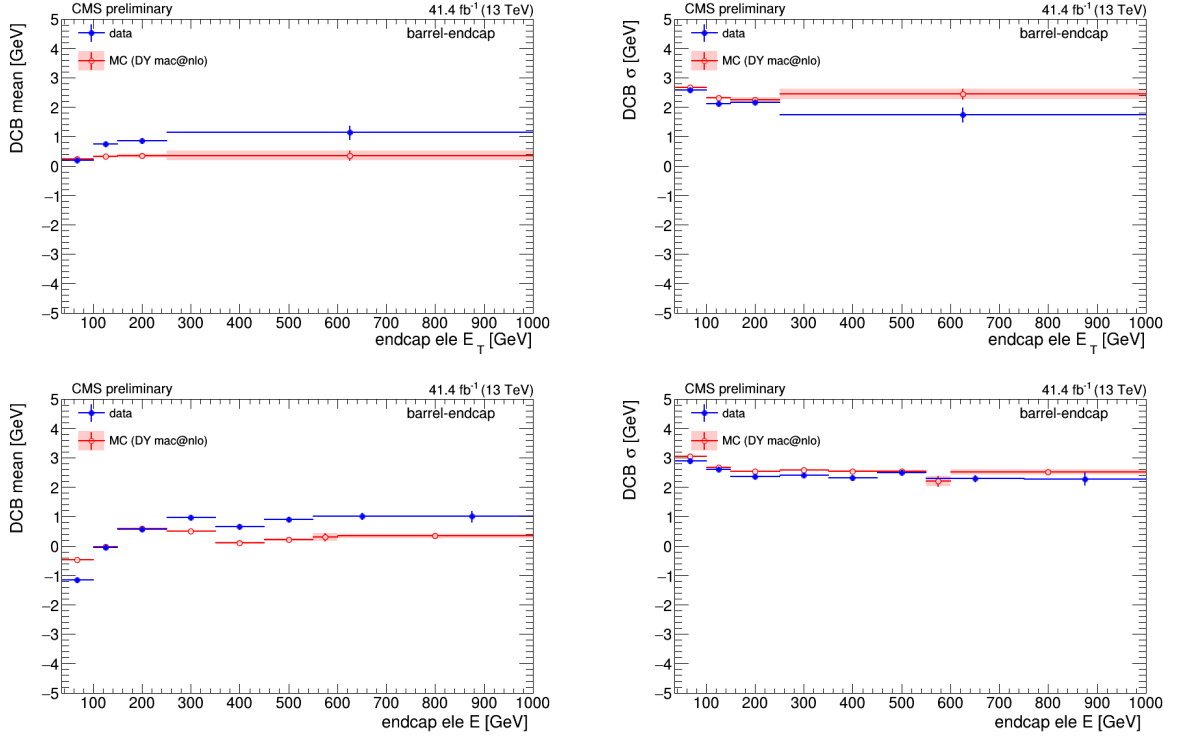 CMS preliminary 41.4 fb⁻¹ (13 TeV)
DCB mean [GeV]
data
MC (DY mac@nlo)
barrel-endcap
5
4
3
2
1
0
−1
−2
−3
−4
−5
100 200 300 400 500 600 700 800 900 1000
endcap ele E_T [GeV]
CMS preliminary 41.4 fb⁻¹ (13 TeV)
DCB σ [GeV]
data
MC (DY mac@nlo)
barrel-endcap
5
4
3
2
1
0
−1
−2
−3
−4
−5
100 200 300 400 500 600 700 800 900 1000
endcap ele E_T [GeV]
CMS preliminary 41.4 fb⁻¹ (13 TeV)
DCB mean [GeV]
data
MC (DY mac@nlo)
barrel-endcap
5
4
3
2
1
0
−1
−2
−3
−4
−5
100 200 300 400 500 600 700 800 900 1000
endcap ele E [GeV]
CMS preliminary 41.4 fb⁻¹ (13 TeV)
DCB σ [GeV]
data
MC (DY mac@nlo)
barrel-endcap
5
4
3
2
1
0
−1
−2
−3
−4
−5
100 200 300 400 500 600 700 800 900 1000
endcap ele E [GeV]